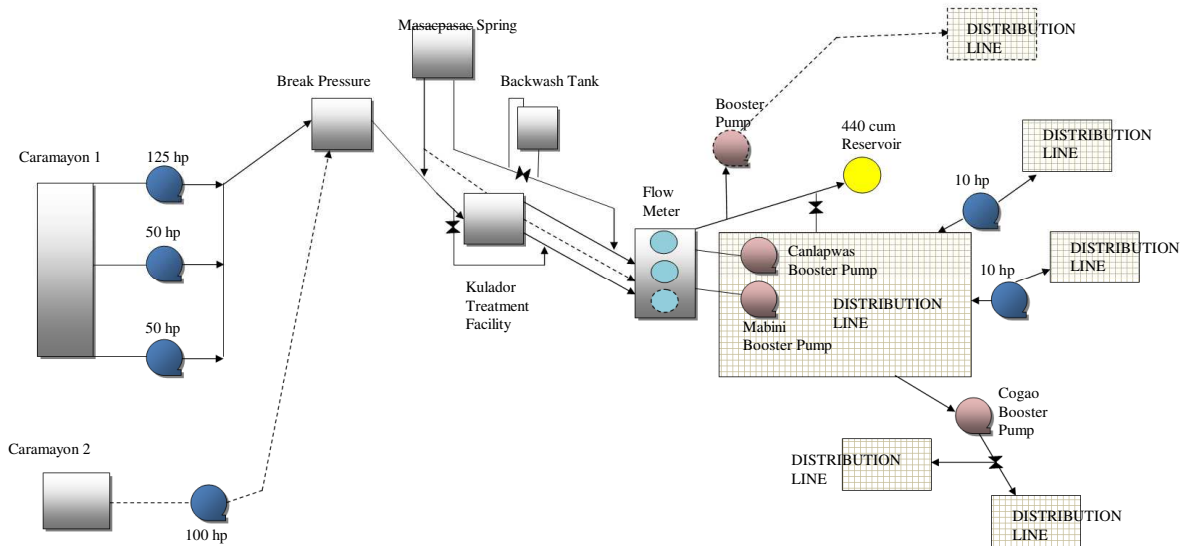 Masacpasac Spring
DISTRIBUTION
LINE
Break Pressure
Backwash Tank
Booster
Pump
440 cum
Reservoir
Caramayon 1
125 hp
DISTRIBUTION
LINE
10 hp
Flow
Meter
50 hp
Canlapwas
Booster Pump
DISTRIBUTION
LINE
10 hp
Kulador
Treatment
Facility
DISTRIBUTION
LINE
50 hp
Mabini
Booster Pump
Cogao
Booster
Pump
Caramayon 2
DISTRIBUTION
LINE
100 hp
DISTRIBUTION
LINE